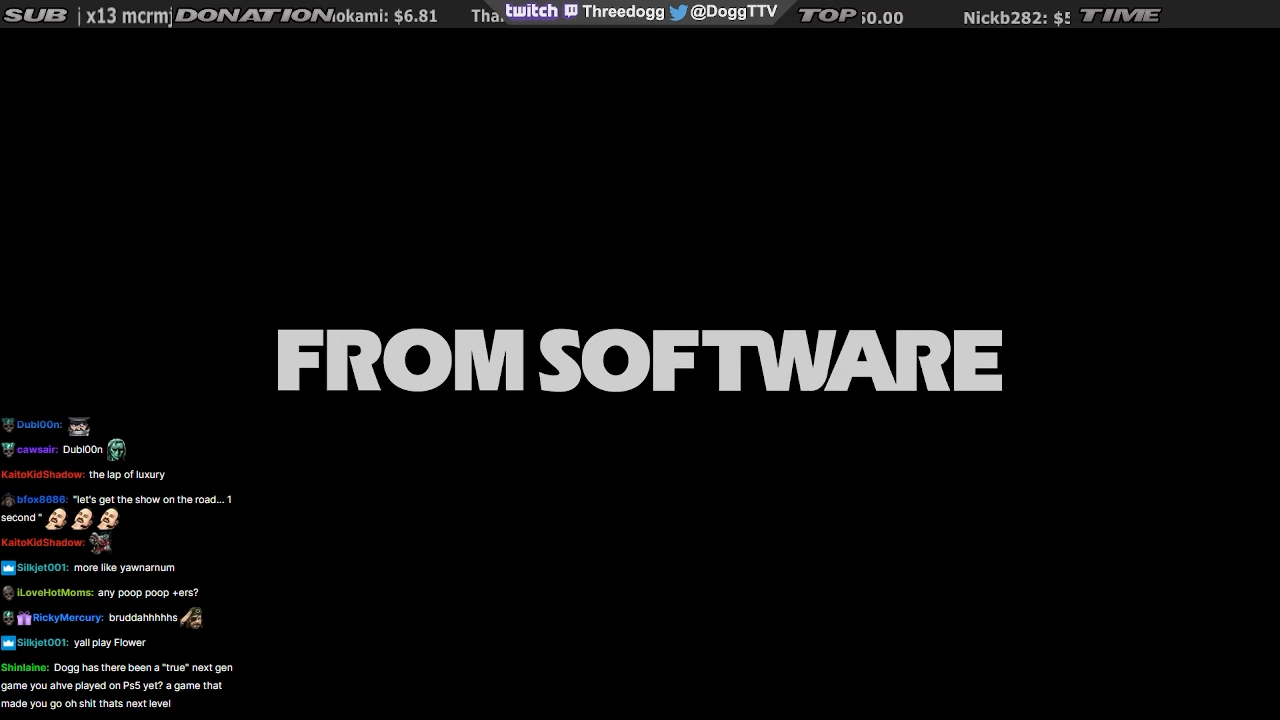 SUB | x13 mcrmj DONATION okami: $6.81 Tha twitch Threedogg @DoggTTV TOP 50.00 Nickb282: $5 TIME
FROM SOFTWARE
Dubl00n:
cawsair: Dubl00n
KaitoKidShadow: the lap of luxury
bfox8686: "let's get the show on the road... 1
second "
KaitoKidShadow:
Silkjet001: more like yawnarnum
iLoveHotMoms: any poop poop +ers?
RickyMercury: bruddahhhhhs
Silkjet001: yall play Flower
Shinlaine: Dogg has there been a "true" next gen
game you ahve played on Ps5 yet? a game that
made you go oh shit thats next level